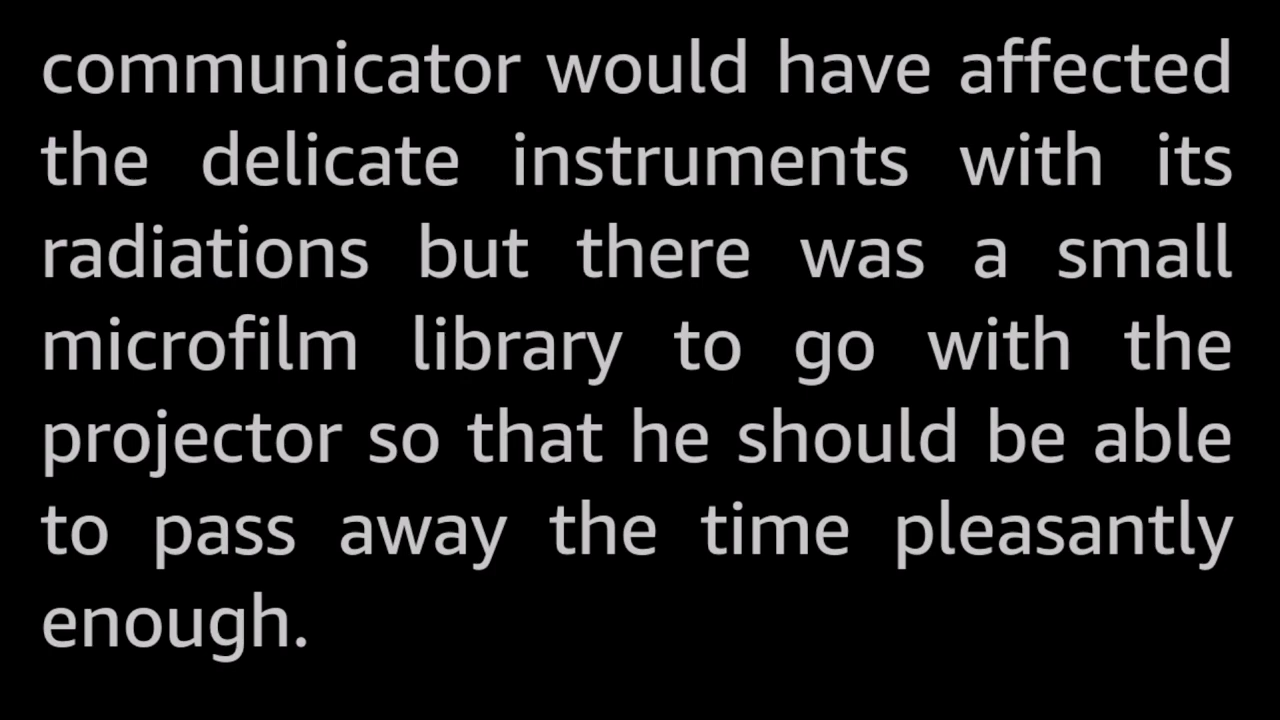 communicator would have affected
the delicate instruments with its
radiations but there was a small
microfilm library to go with the
projector so that he should be able
to pass away the time pleasantly
enough.